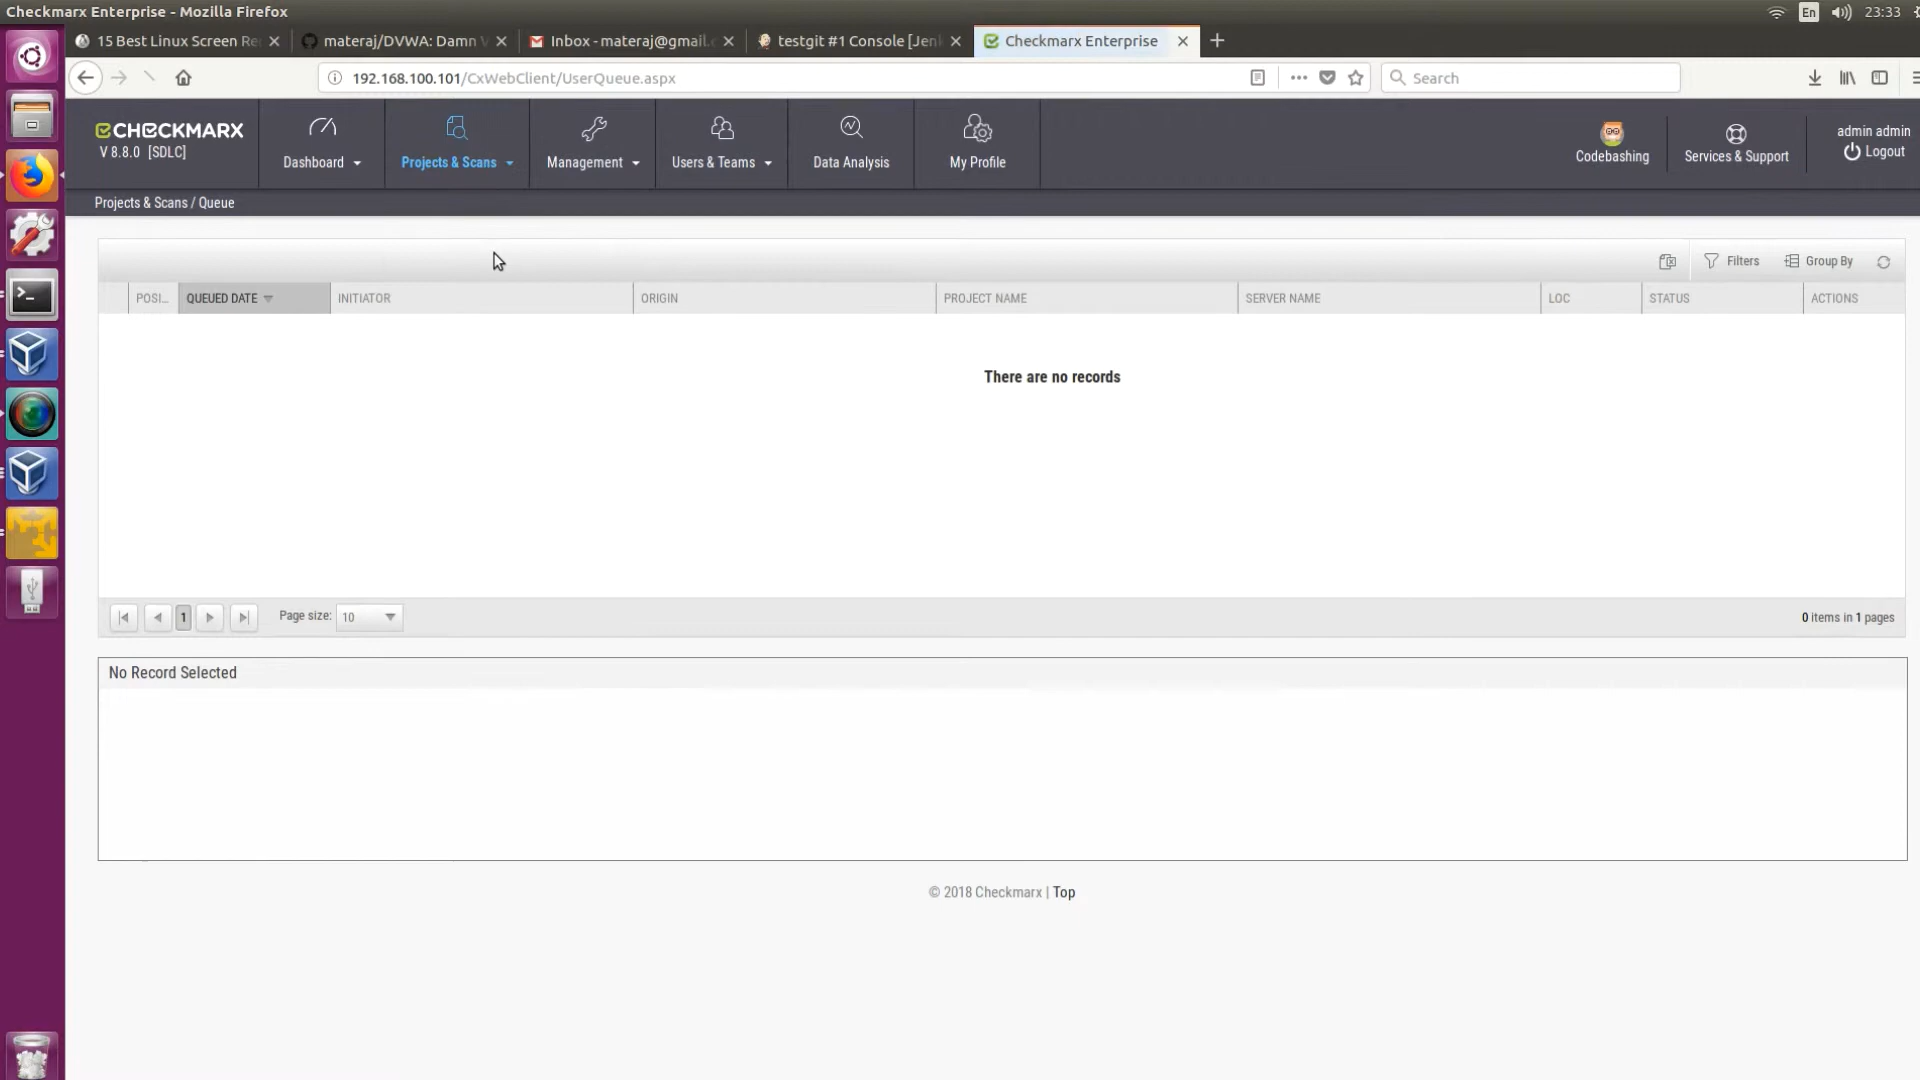 Checkmarx Enterprise - Mozilla Firefox
En
23:33
15 Best Linux Screen Re
materaj/DVWA: Damn V
Inbox - materaj@gmail.
testgit #1 Console [Jen
Checkmarx Enterprise
192.168.100.101/CxWebClient/UserQueue.aspx
Search
CHECKMARX
V 8.8.0 [SDLC]
Dashboard
Projects & Scans
Management
Users & Teams
Data Analysis
My Profile
Codebashing
Services & Support
admin admin
Logout
Projects & Scans / Queue
Filters
Group By
POSI...
QUEUED DATE
INITIATOR
ORIGIN
PROJECT NAME
SERVER NAME
LOC
STATUS
ACTIONS
There are no records
1
Page size:
10
0 items in 1 pages
No Record Selected
© 2018 Checkmarx | Top